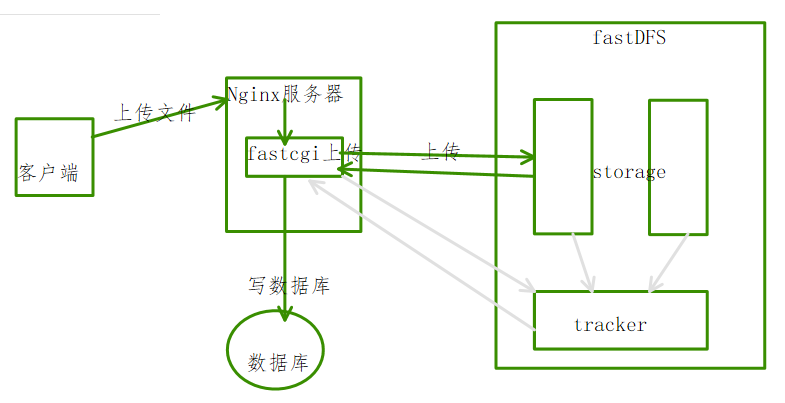 fastDFS
Nginx服务器
上传文件
fastcgi上传
上传
客户端
storage
写数据库
tracker
数据库